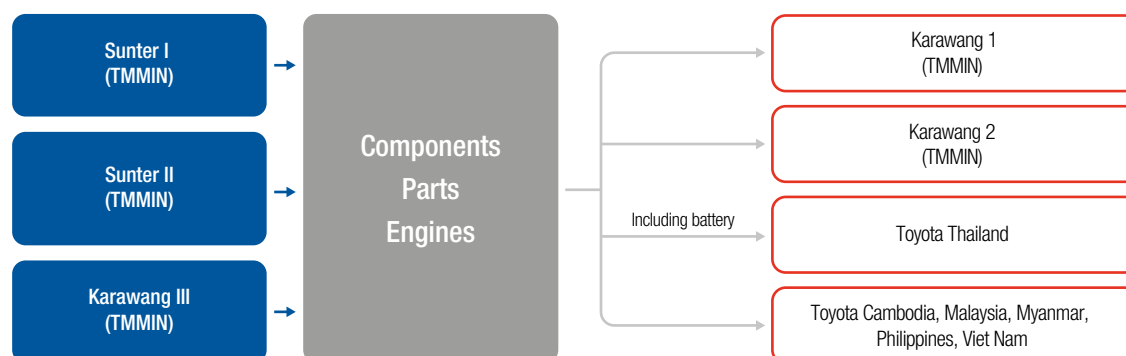 Sunter I
(TMMIN)
Sunter II
(TMMIN)
Karawang III
(TMMIN)
Components
Parts
Engines
Including battery
Karawang 1
(TMMIN)
Karawang 2
(TMMIN)
Toyota Thailand
Toyota Cambodia, Malaysia, Myanmar,
Philippines, Viet Nam